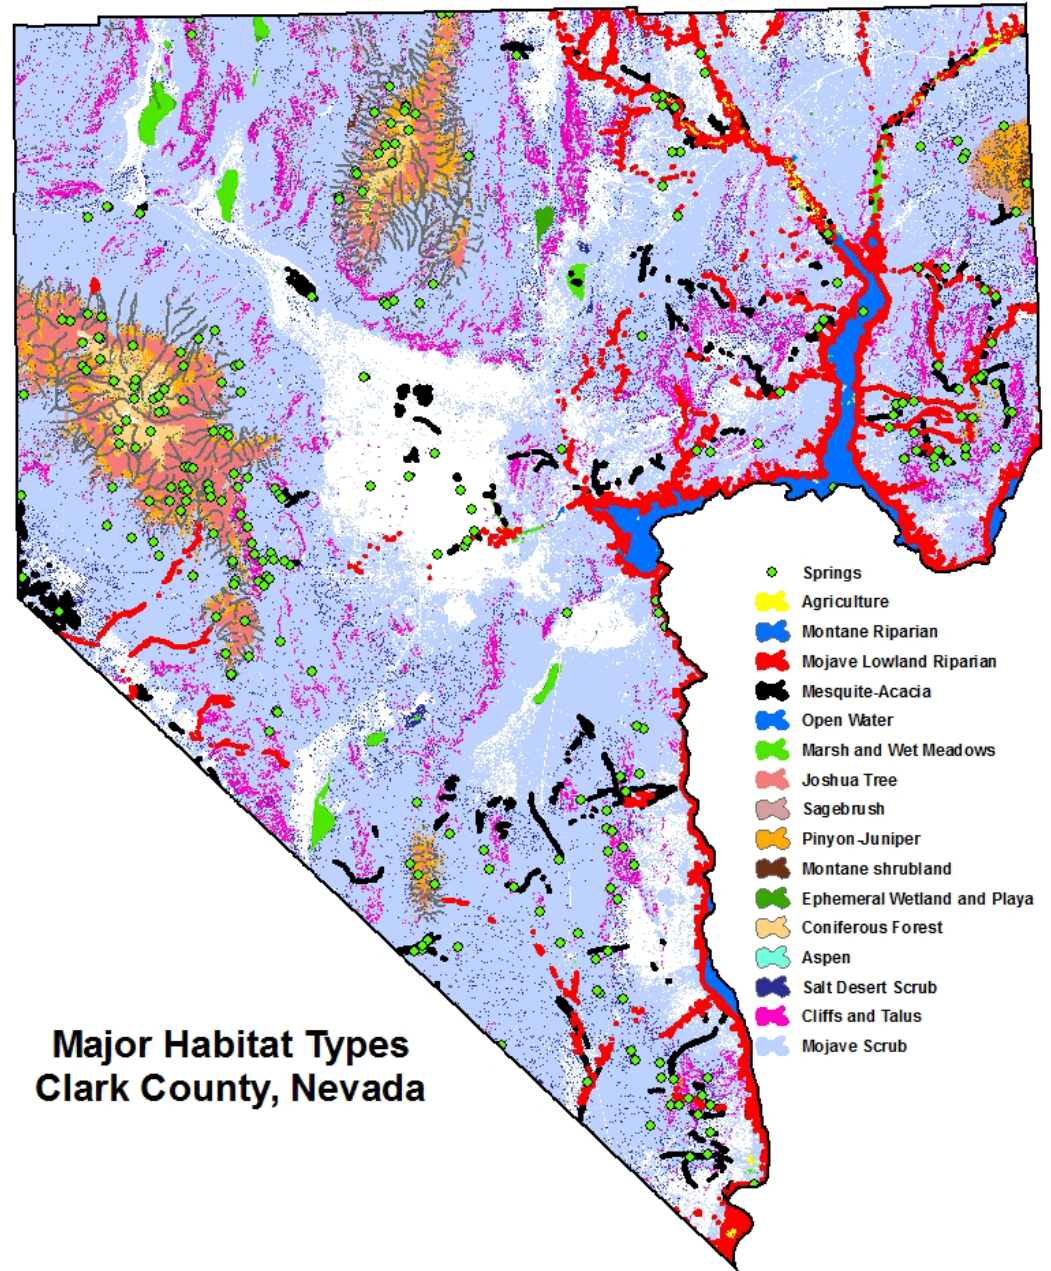 Springs
Agriculture
Montane Riparian
Mojave Lowland Riparian
Mesquite-Acacia
Open Water
Marsh and Wet Meadows
Joshua Tree
Sagebrush
Pinyon-Juniper
Montane shrubland
Ephemeral Wetland and Playa
Coniferous Forest
Aspen
Salt Desert Scrub
Cliffs and Talus
Mojave Scrub
Major Habitat Types
Clark County, Nevada